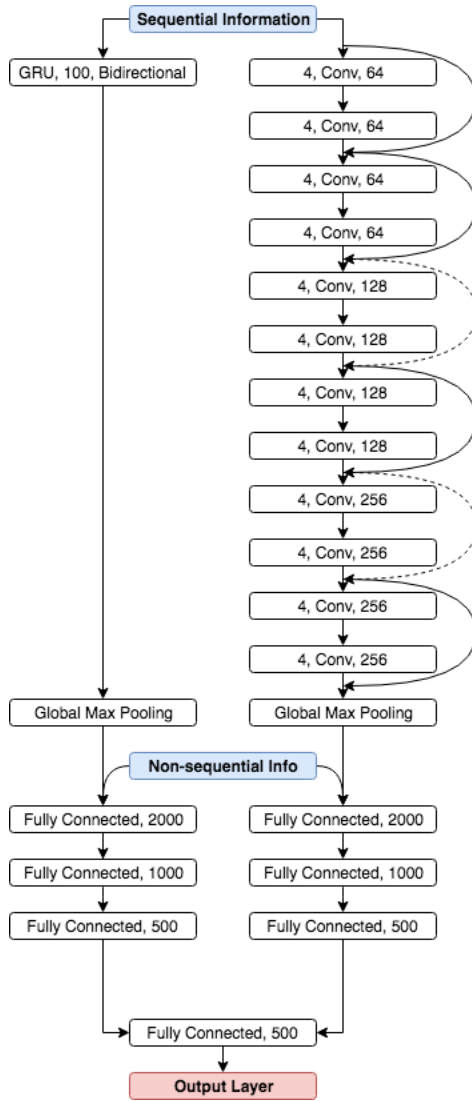 Sequential Information
GRU, 100, Bidirectional
4, Conv, 64
4, Conv, 64
4, Conv, 64
4, Conv, 64
4, Conv, 128
4, Conv, 128
4, Conv, 128
4, Conv, 128
4, Conv, 256
4, Conv, 256
4, Conv, 256
4, Conv, 256
Global Max Pooling
Global Max Pooling
Non-sequential Info
Fully Connected, 2000
Fully Connected, 2000
Fully Connected, 1000
Fully Connected, 1000
Fully Connected, 500
Fully Connected, 500
Fully Connected, 500
Output Layer